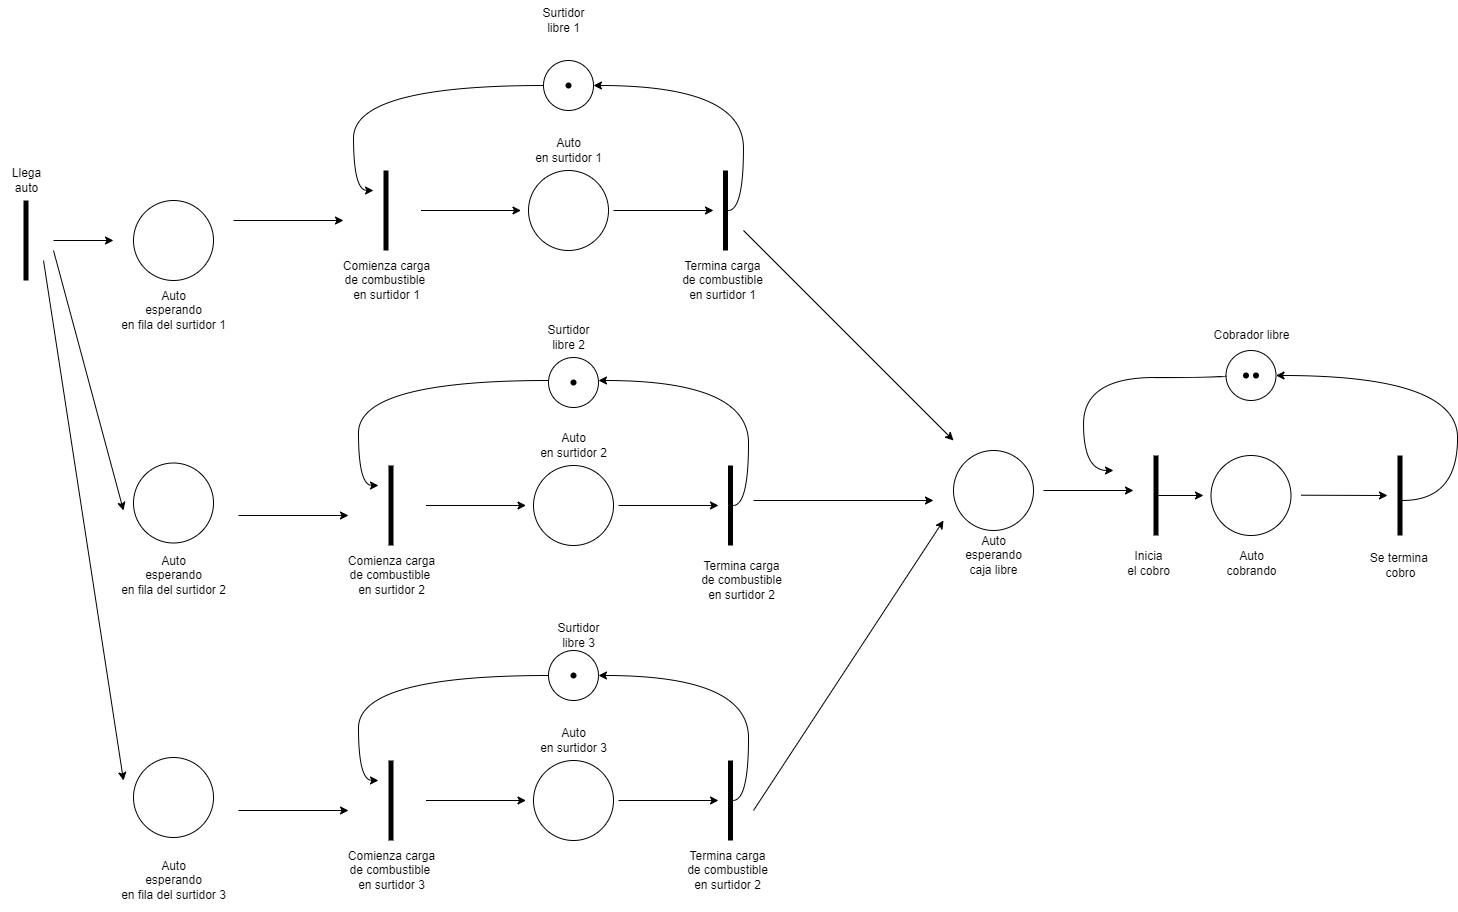 Surtidor
libre 1
Llega
auto
Auto
en surtidor 1
Comienza carga
de combustible
en surtidor 1
Termina carga
de combustible
en surtidor 1
Auto
esperando
en fila del surtidor 1
Surtidor
libre 2
Cobrador libre
Auto
en surtidor 2
Auto
esperando
caja libre
Inicia
el cobro
Auto
cobrando
Se termina
cobro
Auto
esperando
en fila del surtidor 2
Comienza carga
de combustible
en surtidor 2
Termina carga
de combustible
en surtidor 2
Surtidor
libre 3
Auto
en surtidor 3
Auto
esperando
en fila del surtidor 3
Comienza carga
de combustible
en surtidor 3
Termina carga
de combustible
en surtidor 2